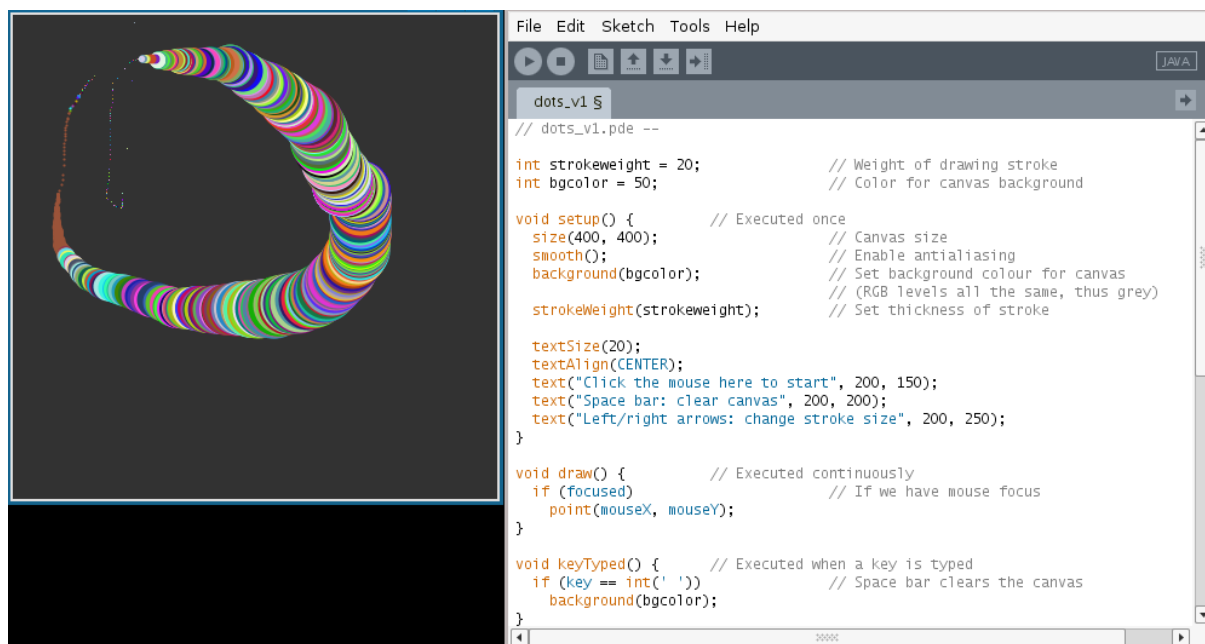 File Edit Sketch Tools Help
JAVA
dots_v1 §
// dots_v1.pde --
int strokeweight = 20; // Weight of drawing stroke
int bgcolor = 50; // Color for canvas background
void setup() { // Executed once
size(400, 400); // Canvas size
smooth(); // Enable antialiasing
background(bgcolor); // Set background colour for canvas
// (RGB levels all the same, thus grey)
strokeWeight(strokeweight); // Set thickness of stroke
textSize(20);
textAlign(CENTER);
text("Click the mouse here to start", 200, 150);
text("Space bar: clear canvas", 200, 200);
text("Left/right arrows: change stroke size", 200, 250);
}
void draw() { // Executed continuously
if (focused) // If we have mouse focus
point(mouseX, mouseY);
}
void keyTyped() { // Executed when a key is typed
if (key == int(' ')) // Space bar clears the canvas
background(bgcolor);
}